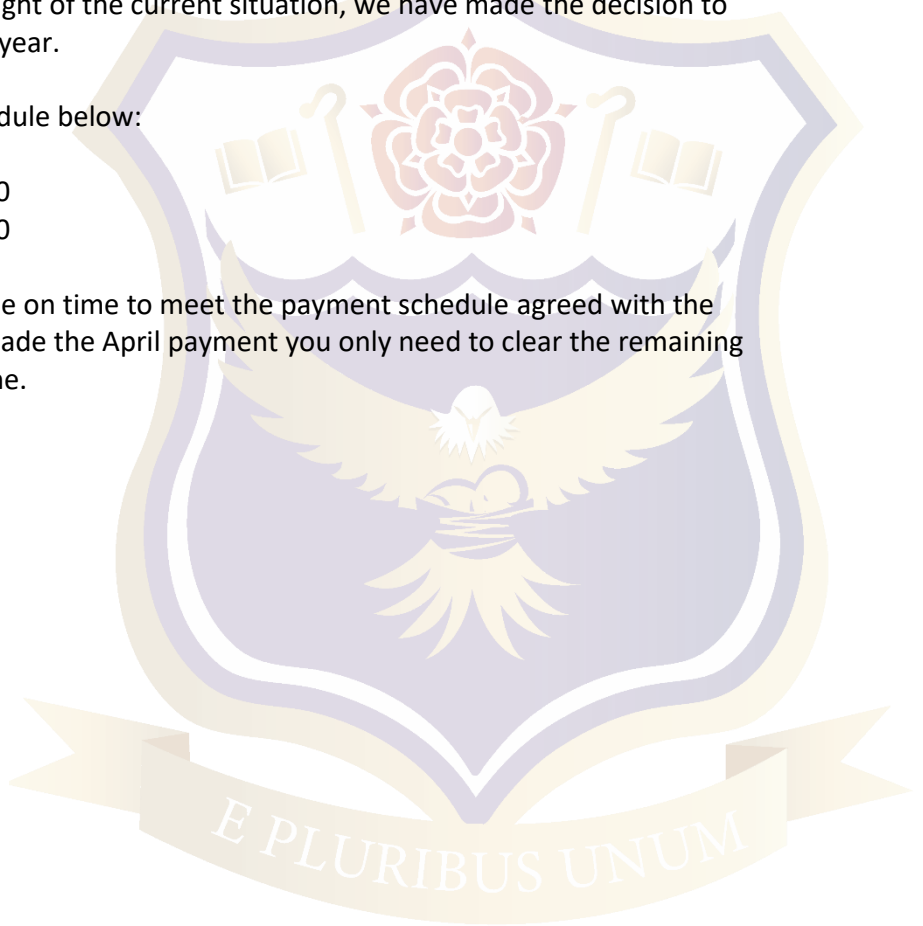 ght of the current situation, we have made the decision to
year.
dule below:
0
0
e on time to meet the payment schedule agreed with the
ade the April payment you only need to clear the remaining
ne.
E PLURIBUS UNUM